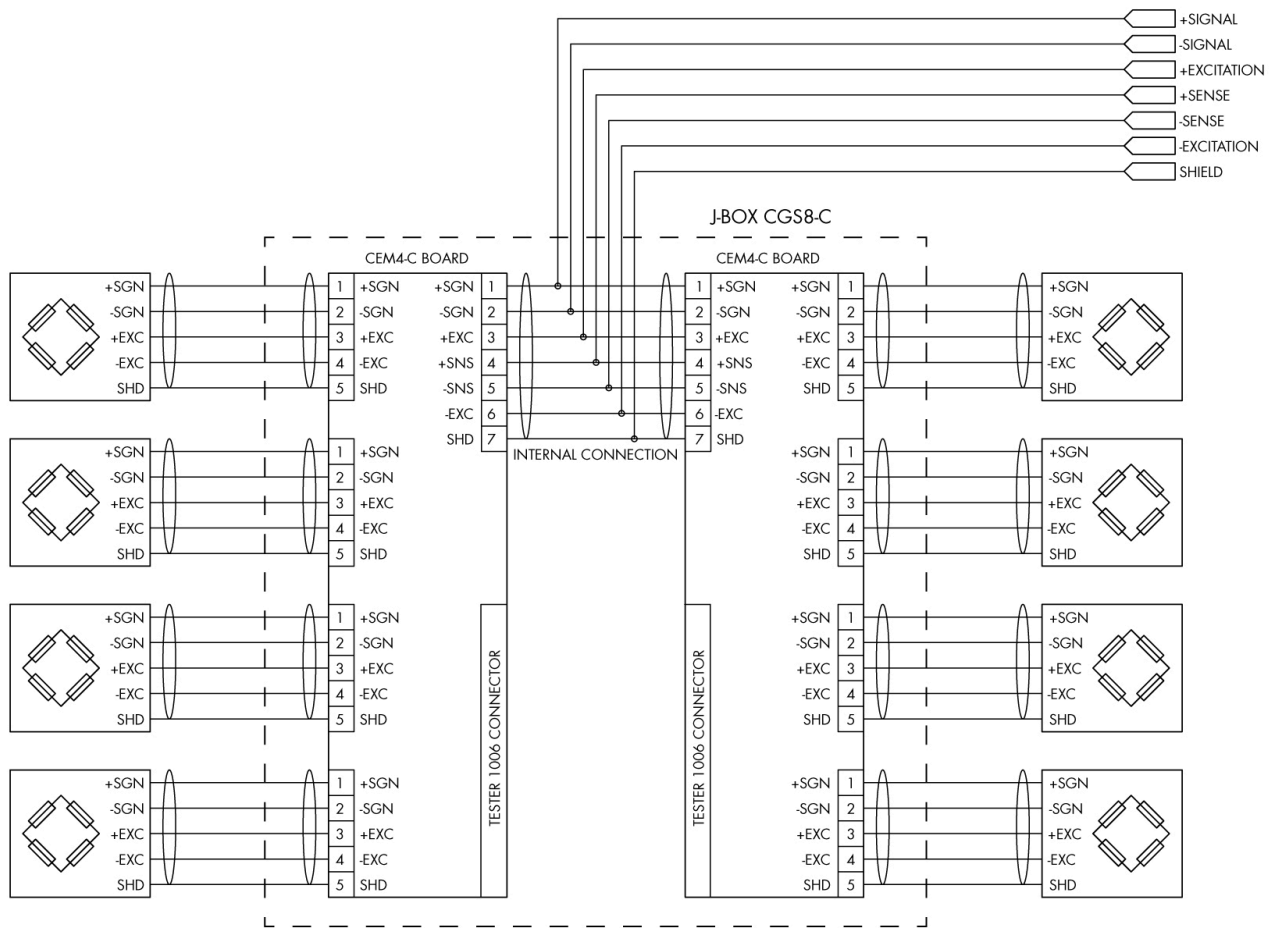 +SIGNAL
-SIGNAL
+EXCITATION
+SENSE
-SENSE
-EXCITATION
SHIELD
J-BOX CGS8-C
CEM4-C BOARD CEM4-C BOARD
+SGN 1 +SGN +SGN 1 1 +SGN +SGN 1 +SGN
-SGN 2 -SGN -SGN 2 2 -SGN -SGN 2 -SGN
+EXC 3 +EXC +EXC 3 3 +EXC +EXC 3 +EXC
-EXC 4 -EXC +SNS 4 4 +SNS -EXC 4 -EXC
SHD 5 SHD -SNS 5 5 -SNS SHD 5 SHD
-EXC 6 6 -EXC
SHD 7 7 SHD
INTERNAL CONNECTION
+SGN 1 +SGN +SGN 1 +SGN
-SGN 2 -SGN -SGN 2 -SGN
+EXC 3 +EXC +EXC 3 +EXC
-EXC 4 -EXC -EXC 4 -EXC
SHD 5 SHD SHD 5 SHD
+SGN 1 +SGN +SGN 1 +SGN
-SGN 2 -SGN -SGN 2 -SGN
+EXC 3 +EXC +EXC 3 +EXC
-EXC 4 -EXC -EXC 4 -EXC
SHD 5 SHD SHD 5 SHD
TESTER 1006 CONNECTOR
TESTER 1006 CONNECTOR
+SGN 1 +SGN +SGN 1 +SGN
-SGN 2 -SGN -SGN 2 -SGN
+EXC 3 +EXC +EXC 3 +EXC
-EXC 4 -EXC -EXC 4 -EXC
SHD 5 SHD SHD 5 SHD